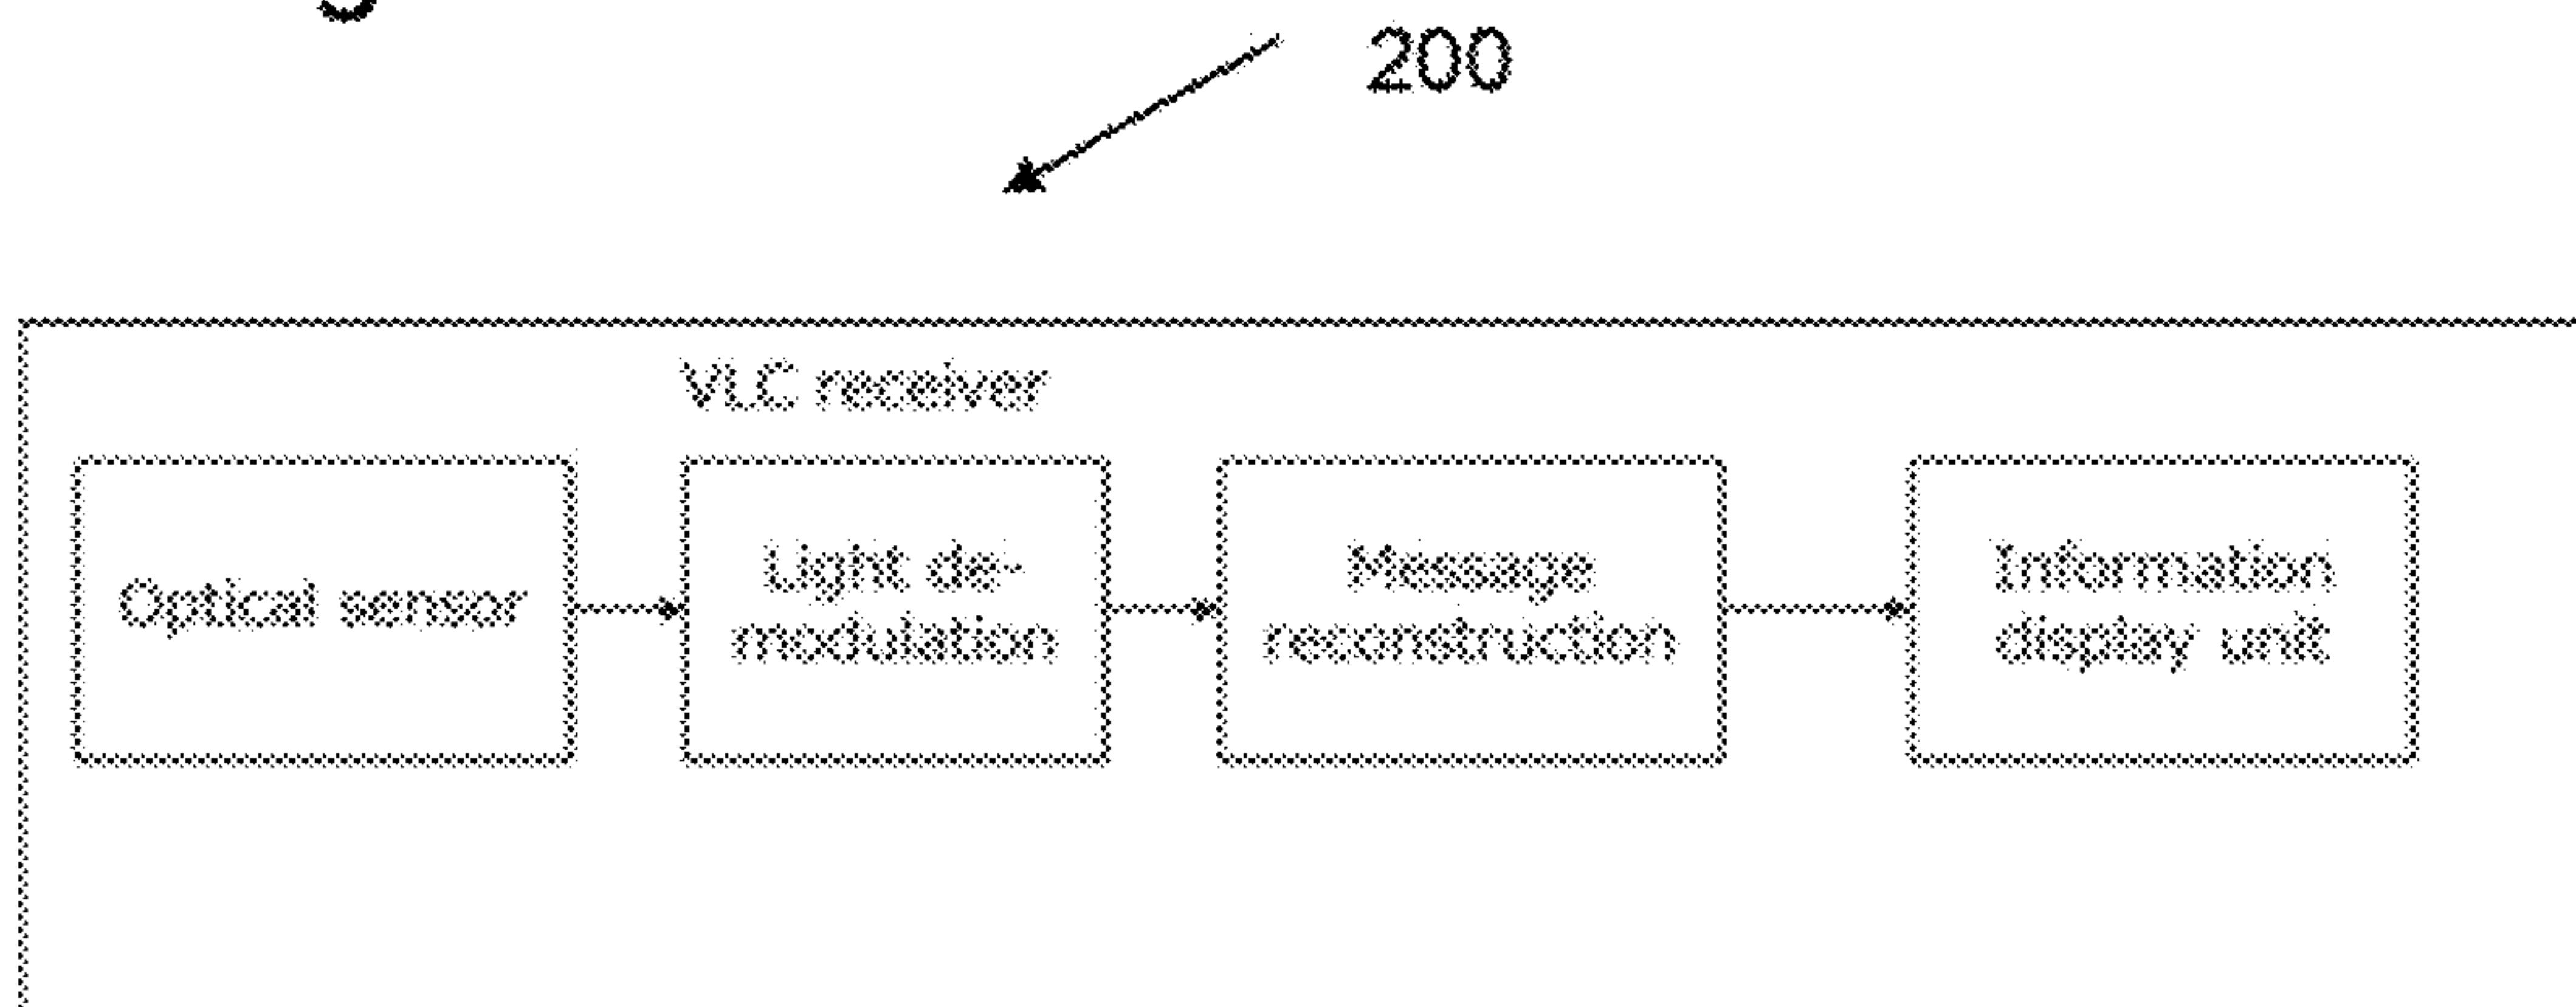 200
VLC receiver
Optical sensor
Light de-
modulation
Message
reconstruction
Information
display unit